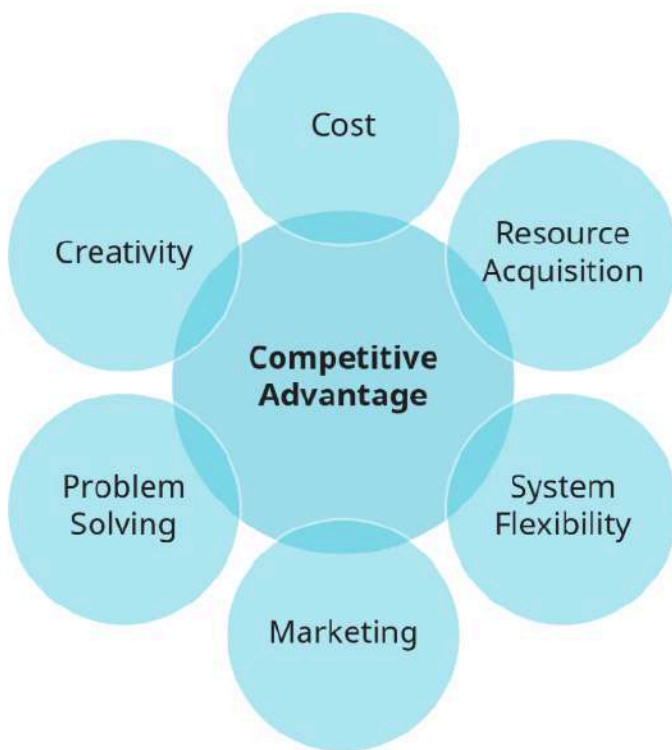 Cost
Resource
Acquisition
System
Flexibility
Marketing
Problem
Solving
Creativity
Competitive
Advantage